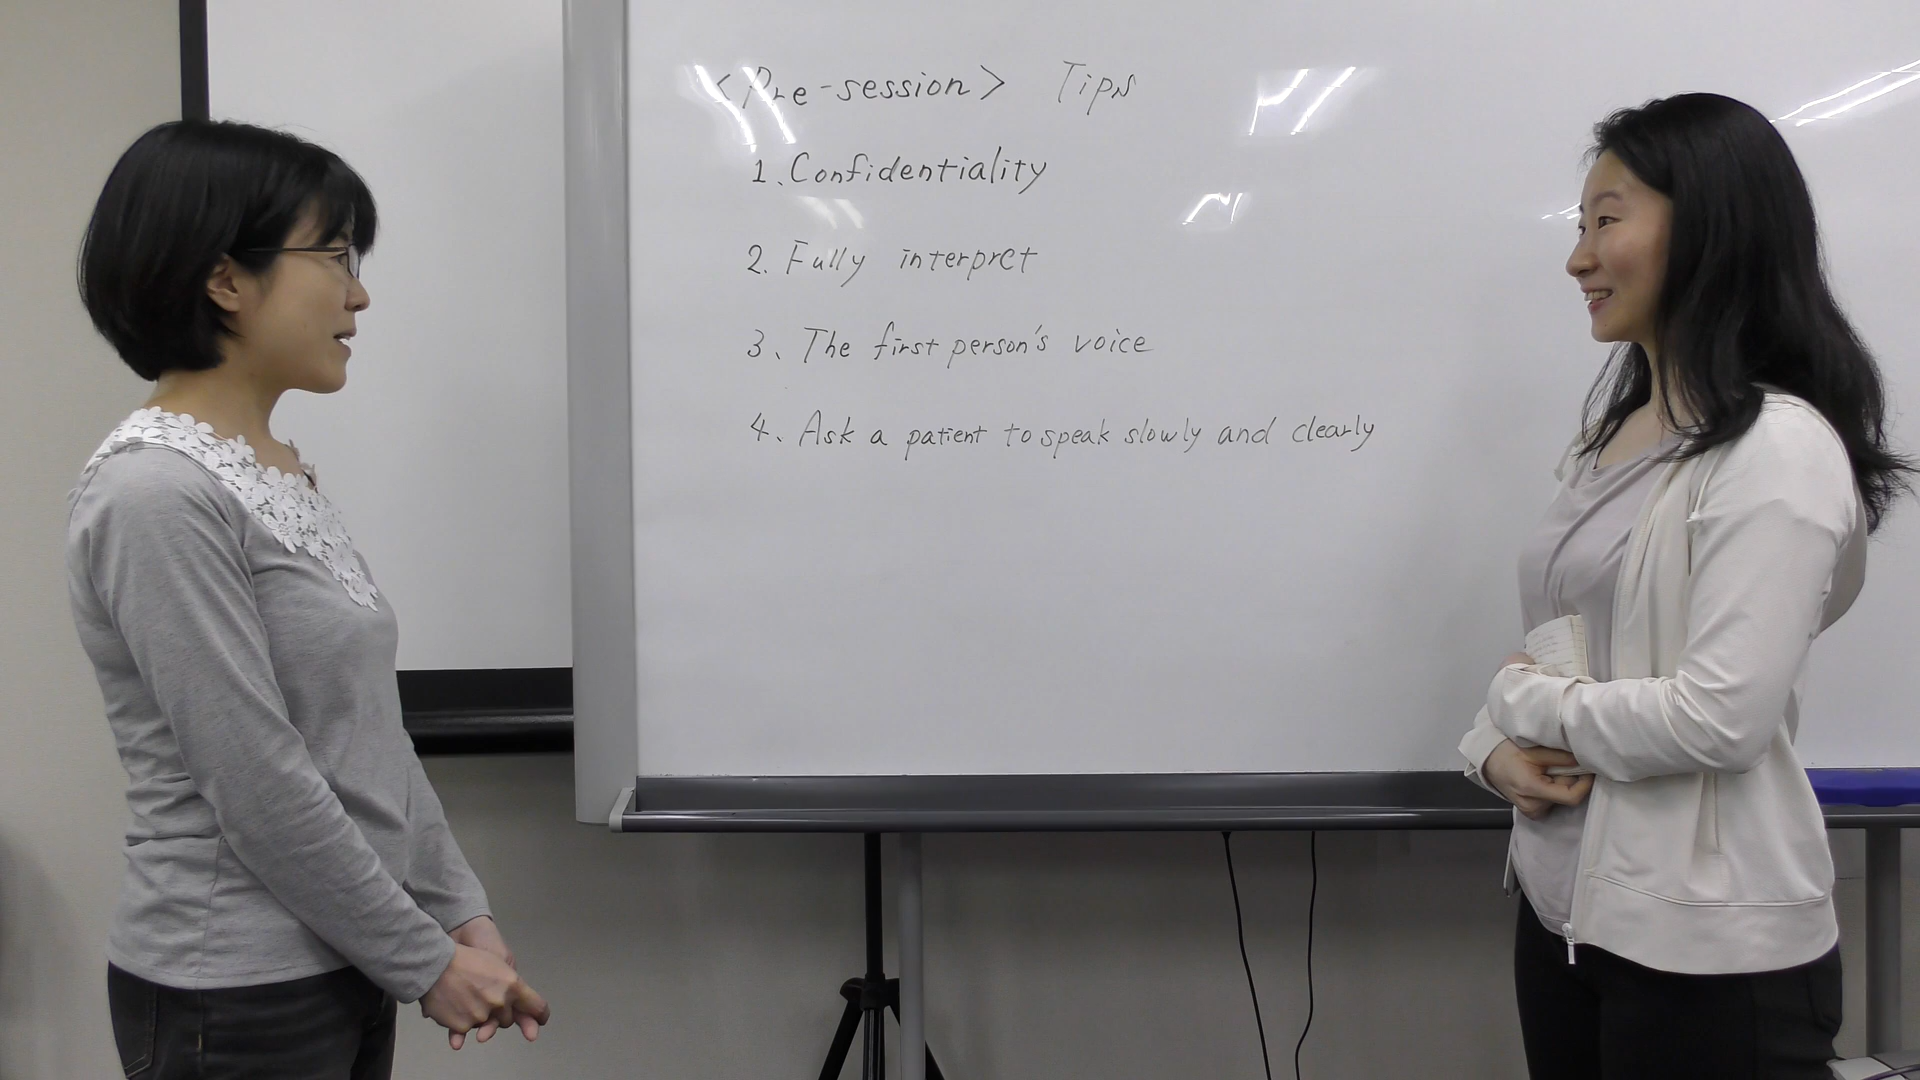 <Pre-session> Tips
1. Confidentiality
2. Fully interpret
3. The first person's voice
4. Ask a patient to speak slowly and clearly